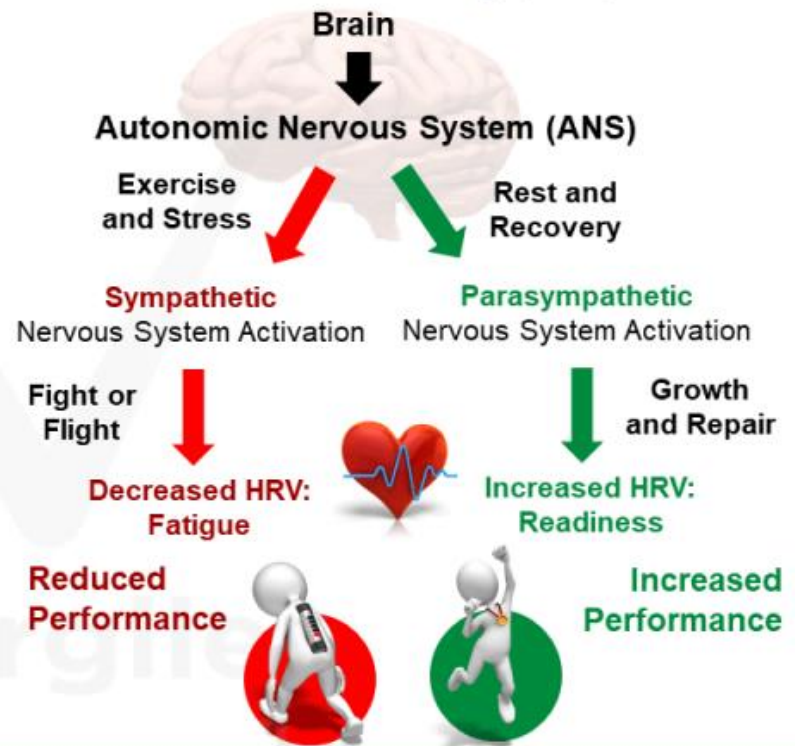 Brain
Autonomic Nervous System (ANS)
Exercise
and Stress
Rest and
Recovery
Sympathetic
Nervous System Activation
Parasympathetic
Nervous System Activation
Fight or
Flight
Growth
and Repair
Decreased HRV:
Fatigue
Increased HRV:
Readiness
Reduced
Performance
Increased
Performance